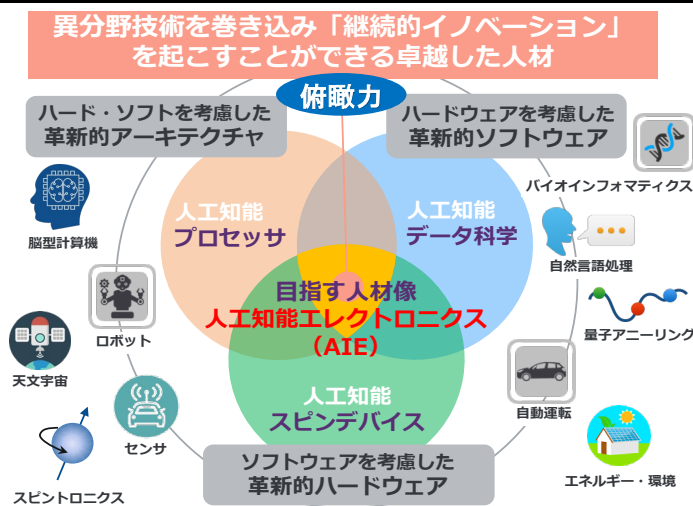 異分野技術を巻き込み「継続的イノベーション」
を起こすことができる卓越した人材
俯瞰力
ハード・ソフトを考慮した
革新的アーキテクチャ
ハードウェアを考慮した
革新的ソフトウェア
バイオインフォマティクス
人工知能
プロセッサ
人工知能
データ科学
脳型計算機
自然言語処理
目指す人材像
人工知能エレクトロニクス
（AIE）
ロボット
量子アニーリング
天文宇宙
人工知能
スピンデバイス
自動運転
センサ
ソフトウェアを考慮した
革新的ハードウェア
エネルギー・環境
スピントロニクス